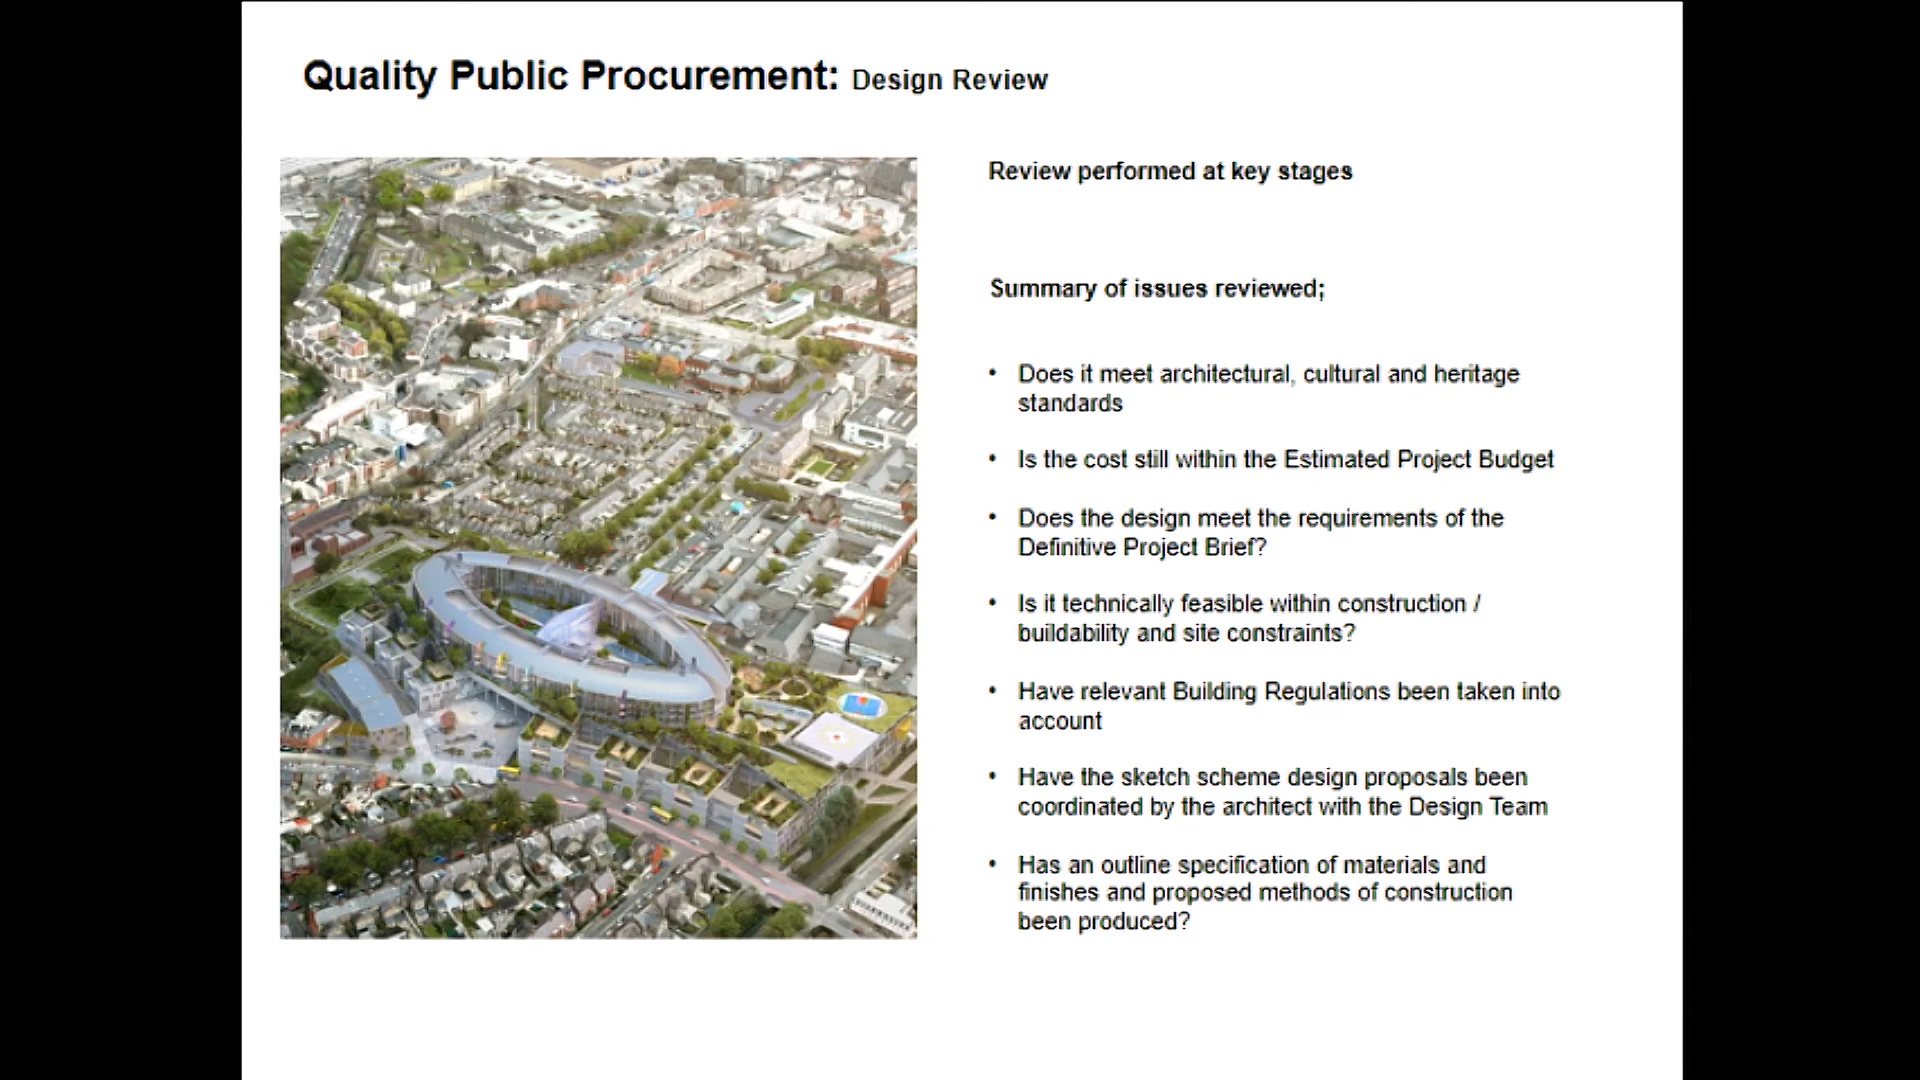 Quality Public Procurement: Design Review
Review performed at key stages
Summary of issues reviewed;
• Does it meet architectural, cultural and heritage
standards
• Is the cost still within the Estimated Project Budget
• Does the design meet the requirements of the
Definitive Project Brief?
• Is it technically feasible within construction /
buildability and site constraints?
• Have relevant Building Regulations been taken into
account
• Have the sketch scheme design proposals been
coordinated by the architect with the Design Team
• Has an outline specification of materials and
finishes and proposed methods of construction
been produced?